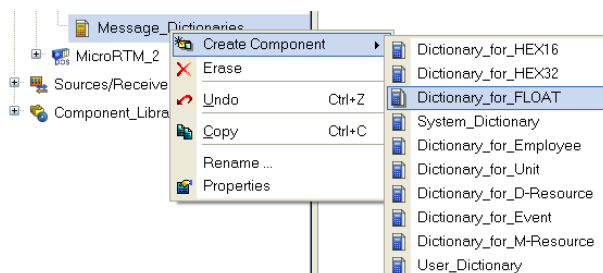 Message_Dictionaries
MicroRTM_2
Sources/Receive
Component_Libra
Create Component
Erase
Undo Ctrl+Z
Copy Ctrl+C
Rename ...
Properties
Dictionary_for_HEX16
Dictionary_for_HEX32
Dictionary_for_FLOAT
System_Dictionary
Dictionary_for_Employee
Dictionary_for_Unit
Dictionary_for_D-Resource
Dictionary_for_Event
Dictionary_for_M-Resource
User_Dictionary